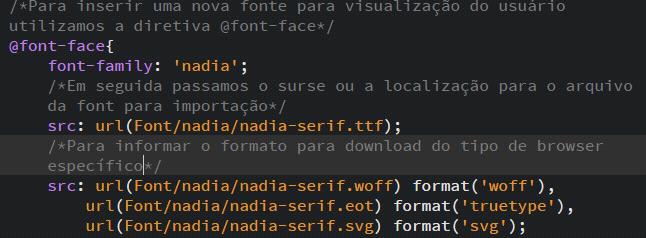 /*Para inserir uma nova fonte para visualização do usuário
utilizamos a diretiva @font-face*/
@font-face{
font-family: 'nadia';
/*Em seguida passamos o surse ou a localização para o arquivo
da font para importação*/
src: url(Font/nadia/nadia-serif.ttf);
/*Para informar o formato para download do tipo de browser
específico*/
src: url(Font/nadia/nadia-serif.woff) format('woff'),
url(Font/nadia/nadia-serif.eot) format('truetype'),
url(Font/nadia/nadia-serif.svg) format('svg');